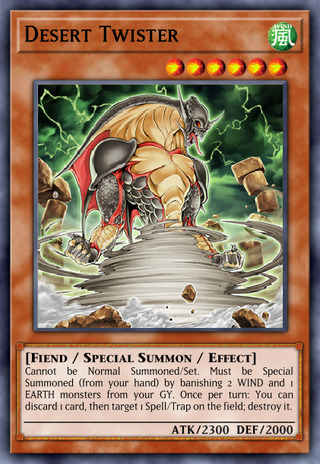 Desert Twister
WIND
風
[Fiend / Special Summon / Effect]
Cannot be Normal Summoned/Set. Must be Special
Summoned (from your hand) by banishing 2 WIND and 1
EARTH monsters from your GY. Once per turn: You can
discard 1 card, then target 1 Spell/Trap on the field; destroy it.
ATK/2300 DEF/2000